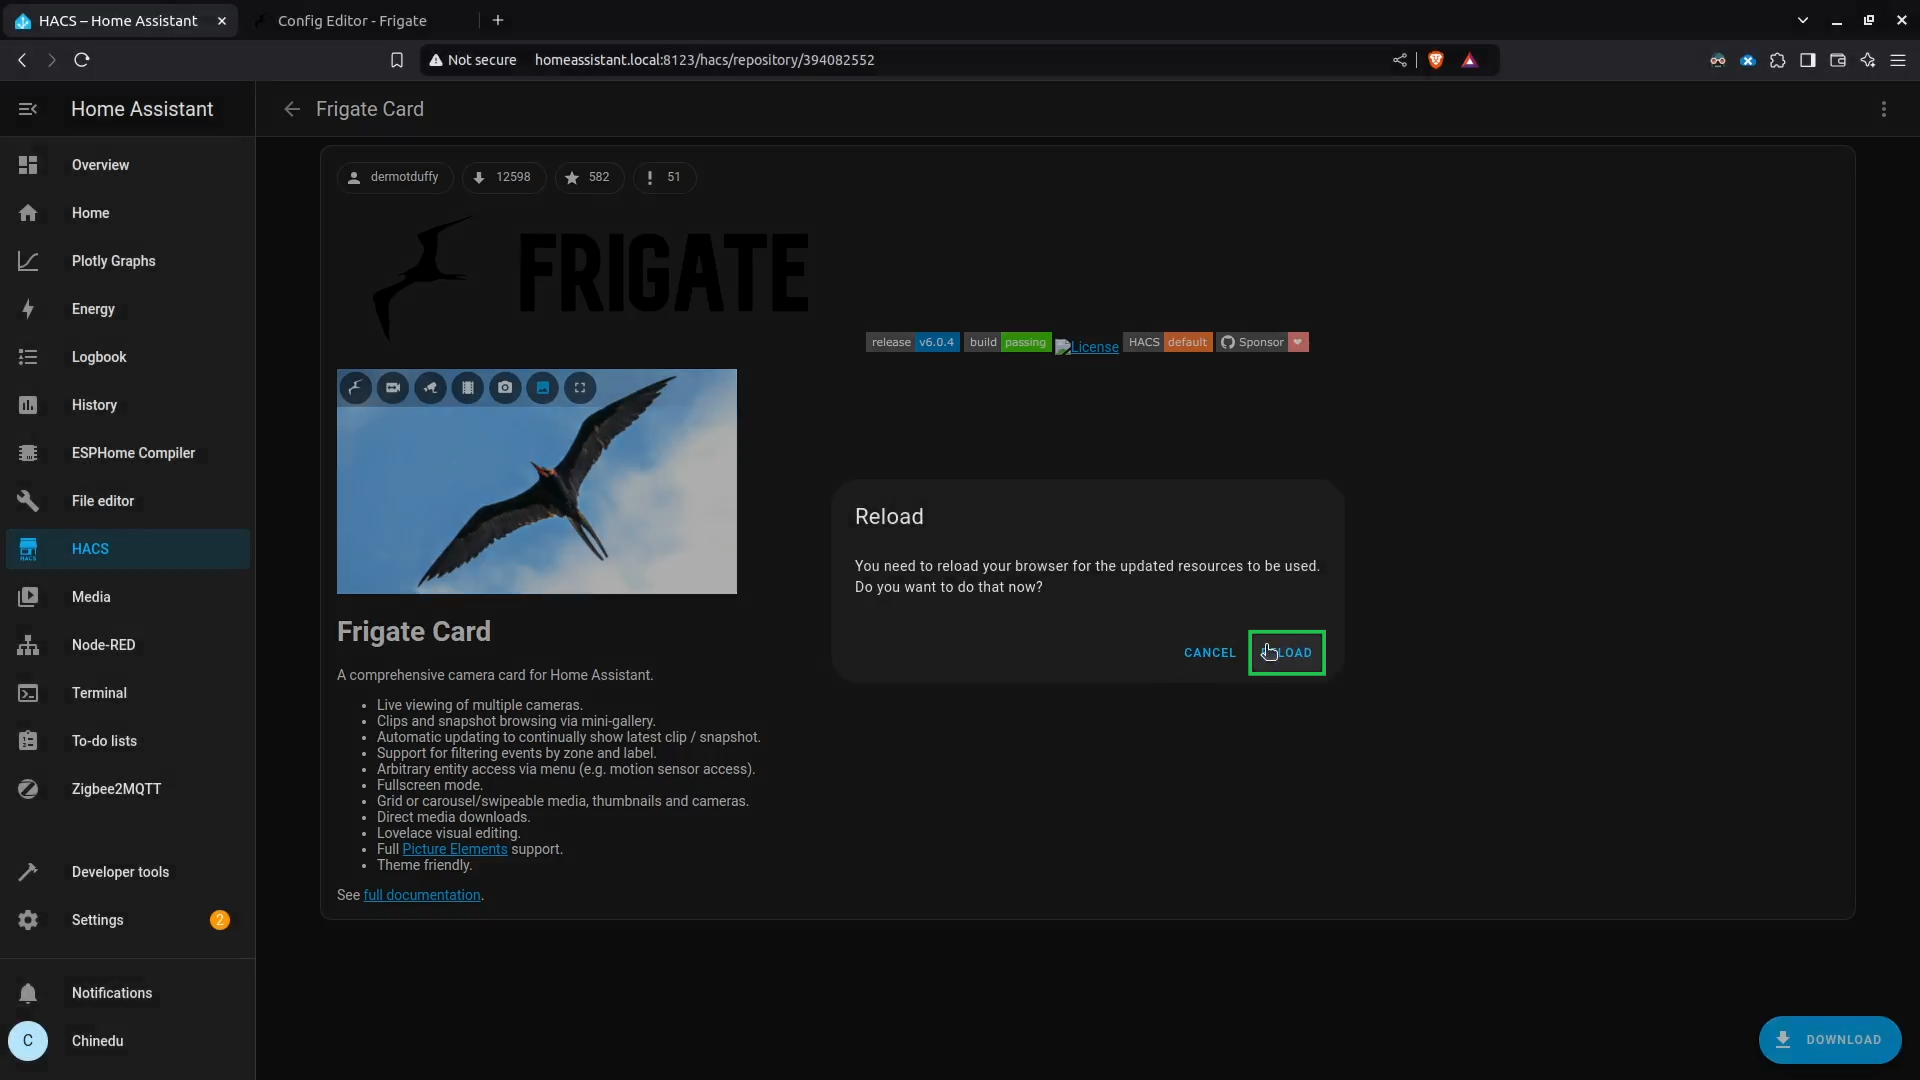 HACS – Home Assistant
Config Editor - Frigate
Not secure
homeassistant.local:8123/hacs/repository/394082552
Home Assistant
Frigate Card
Overview
Home
Plotly Graphs
Energy
Logbook
History
ESPHome Compiler
File editor
HACS
HACS
Media
Node-RED
Terminal
To-do lists
Zigbee2MQTT
Developer tools
Settings
2
Notifications
C
Chinedu
dermotduffy
12598
582
51
FRIGATE
release v6.0.4
build passing
License
HACS default
Sponsor
Frigate Card
A comprehensive camera card for Home Assistant.
• Live viewing of multiple cameras.
• Clips and snapshot browsing via mini-gallery.
• Automatic updating to continually show latest clip / snapshot.
• Support for filtering events by zone and label.
• Arbitrary entity access via menu (e.g. motion sensor access).
• Fullscreen mode.
• Grid or carousel/swipeable media, thumbnails and cameras.
• Direct media downloads.
• Lovelace visual editing.
• Full Picture Elements support.
• Theme friendly.
See full documentation.
Reload
You need to reload your browser for the updated resources to be used.
Do you want to do that now?
CANCEL
DOWNLOAD